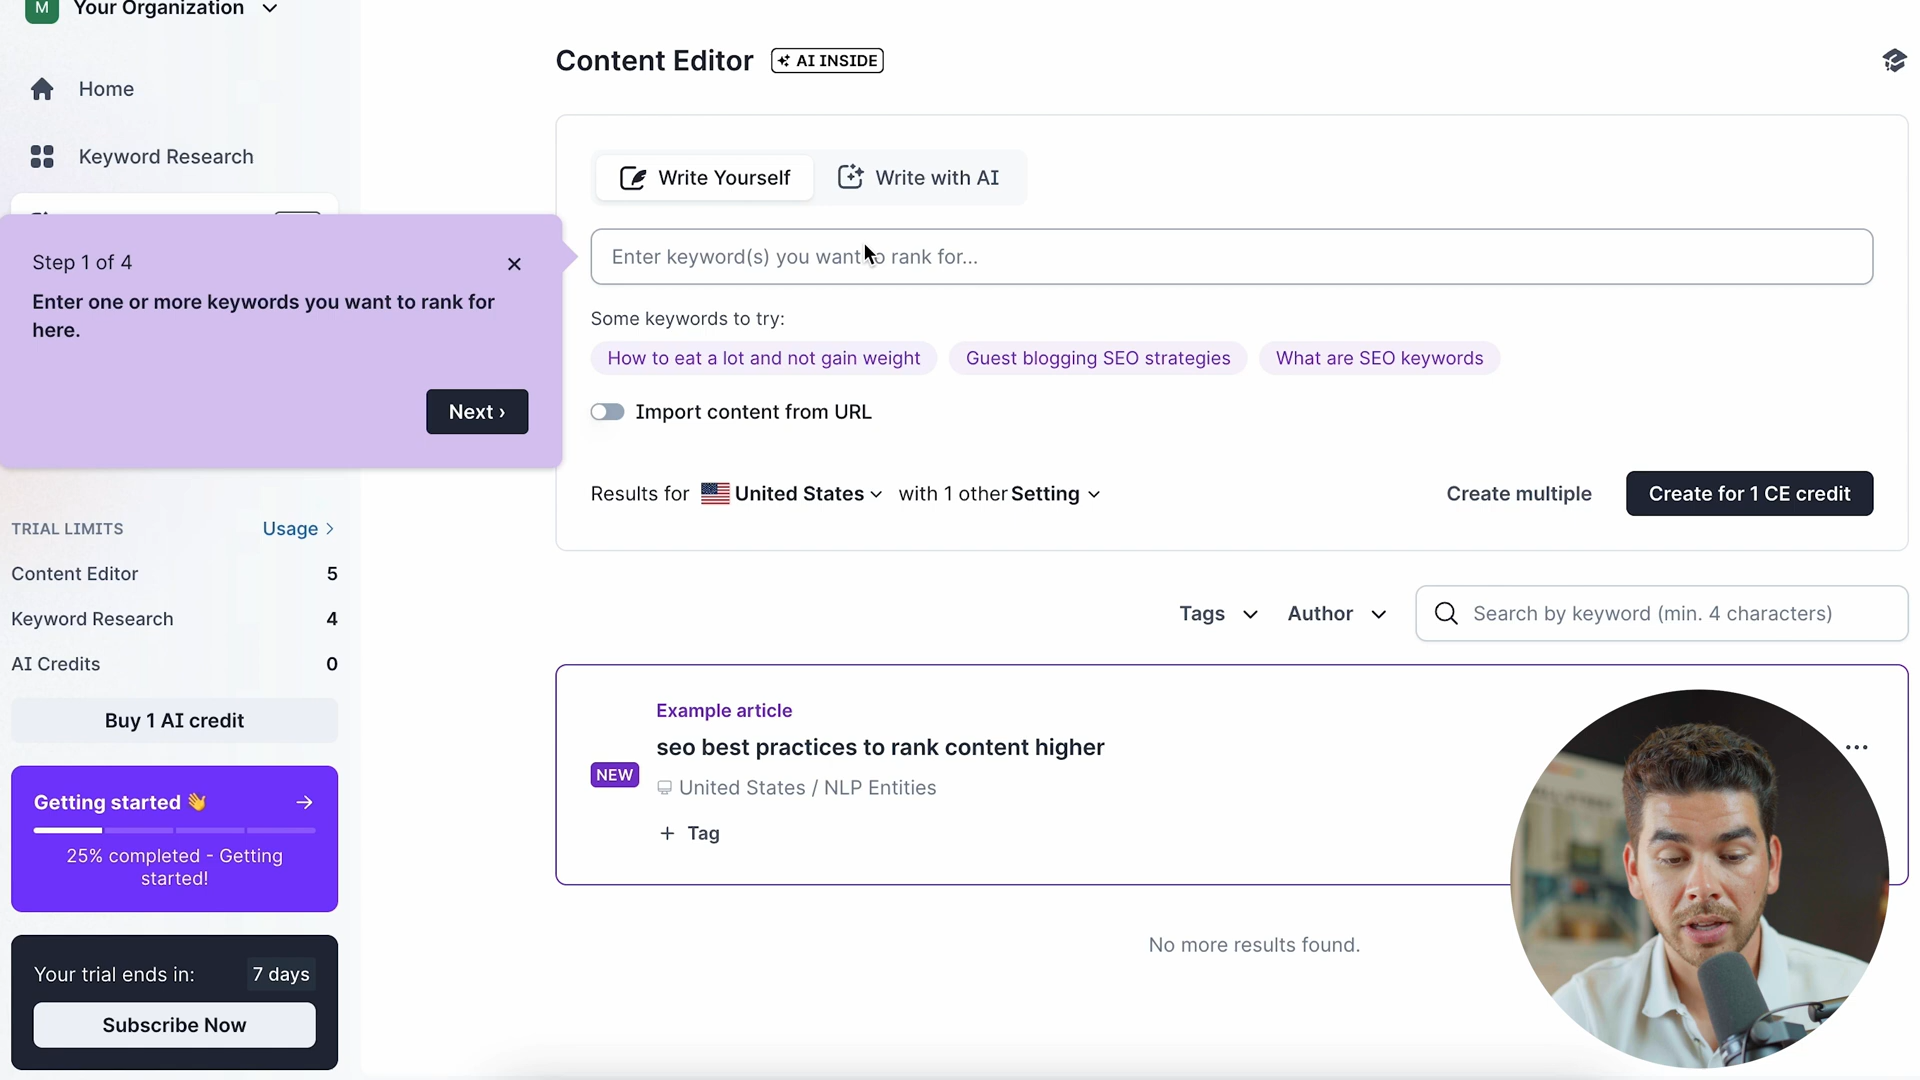 M Your Organization
Home
Keyword Research
Step 1 of 4
Enter one or more keywords you want to rank for
here.
Next ›
TRIAL LIMITS Usage
Content Editor 5
Keyword Research 4
AI Credits 0
Buy 1 AI credit
Getting started 👋
25% completed - Getting
started!
Your trial ends in: 7 days
Subscribe Now
Content Editor AI INSIDE
Write Yourself Write with AI
Enter keyword(s) you want to rank for...
Some keywords to try:
How to eat a lot and not gain weight Guest blogging SEO strategies What are SEO keywords
Import content from URL
Results for United States with 1 other Setting Create multiple Create for 1 CE credit
Tags Author Search by keyword (min. 4 characters)
Example article
seo best practices to rank content higher
NEW
United States / NLP Entities
+ Tag
No more results found.